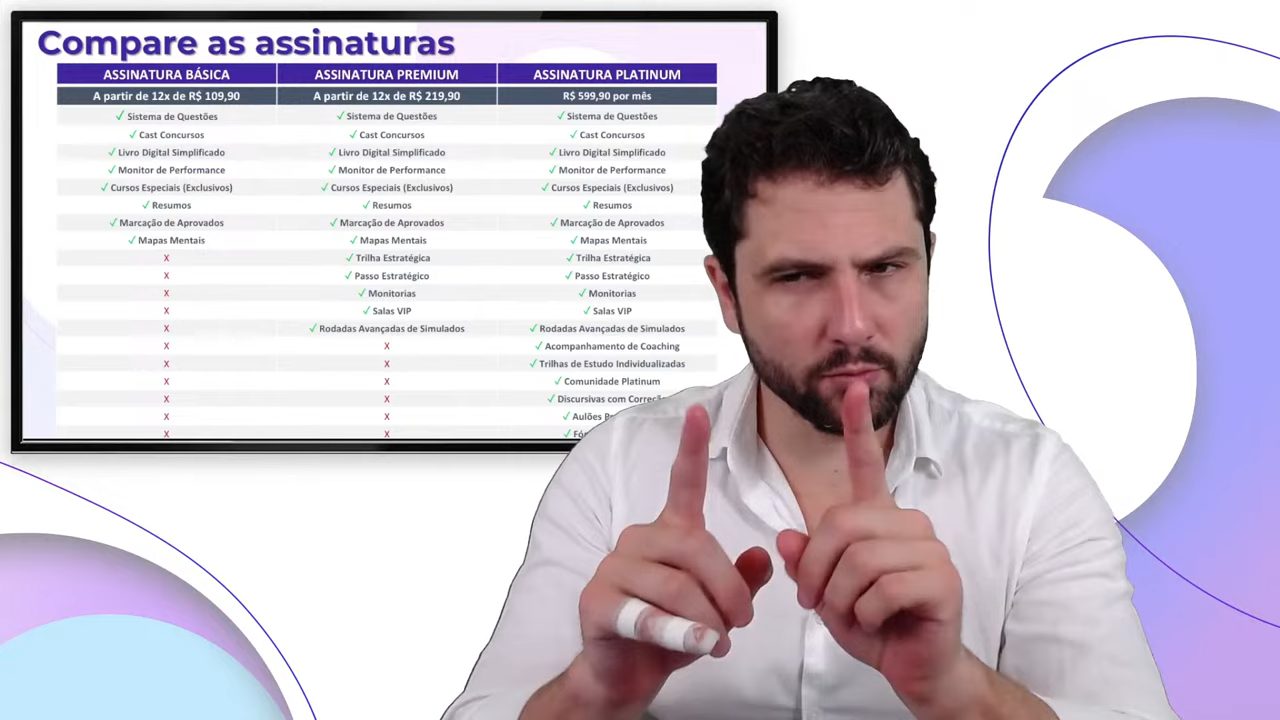 Compare as assinaturas
ASSINATURA BÁSICA ASSINATURA PREMIUM ASSINATURA PLATINUM
A partir de 12x de R$ 109,90 A partir de 12x de R$ 219,90 R$ 599,90 por mês
✓ Sistema de Questões ✓ Sistema de Questões ✓ Sistema de Questões
✓ Cast Concursos ✓ Cast Concursos ✓ Cast Concursos
✓ Livro Digital Simplificado ✓ Livro Digital Simplificado ✓ Livro Digital Simplificado
✓ Monitor de Performance ✓ Monitor de Performance ✓ Monitor de Performance
✓ Cursos Especiais (Exclusivos) ✓ Cursos Especiais (Exclusivos) ✓ Cursos Especiais (Exclusivos)
✓ Resumos ✓ Resumos ✓ Resumos
✓ Marcação de Aprovados ✓ Marcação de Aprovados ✓ Marcação de Aprovados
✓ Mapas Mentais ✓ Mapas Mentais ✓ Mapas Mentais
X ✓ Trilha Estratégica ✓ Trilha Estratégica
X ✓ Passo Estratégico ✓ Passo Estratégico
X ✓ Monitorias ✓ Monitorias
X ✓ Salas VIP ✓ Salas VIP
X ✓ Rodadas Avançadas de Simulados ✓ Rodadas Avançadas de Simulados
X X ✓ Acompanhamento de Coaching
X X ✓ Trilhas de Estudo Individualizadas
X X ✓ Comunidade Platinum
X X ✓ Discursivas com
X X ✓ Aulões
X X ✓